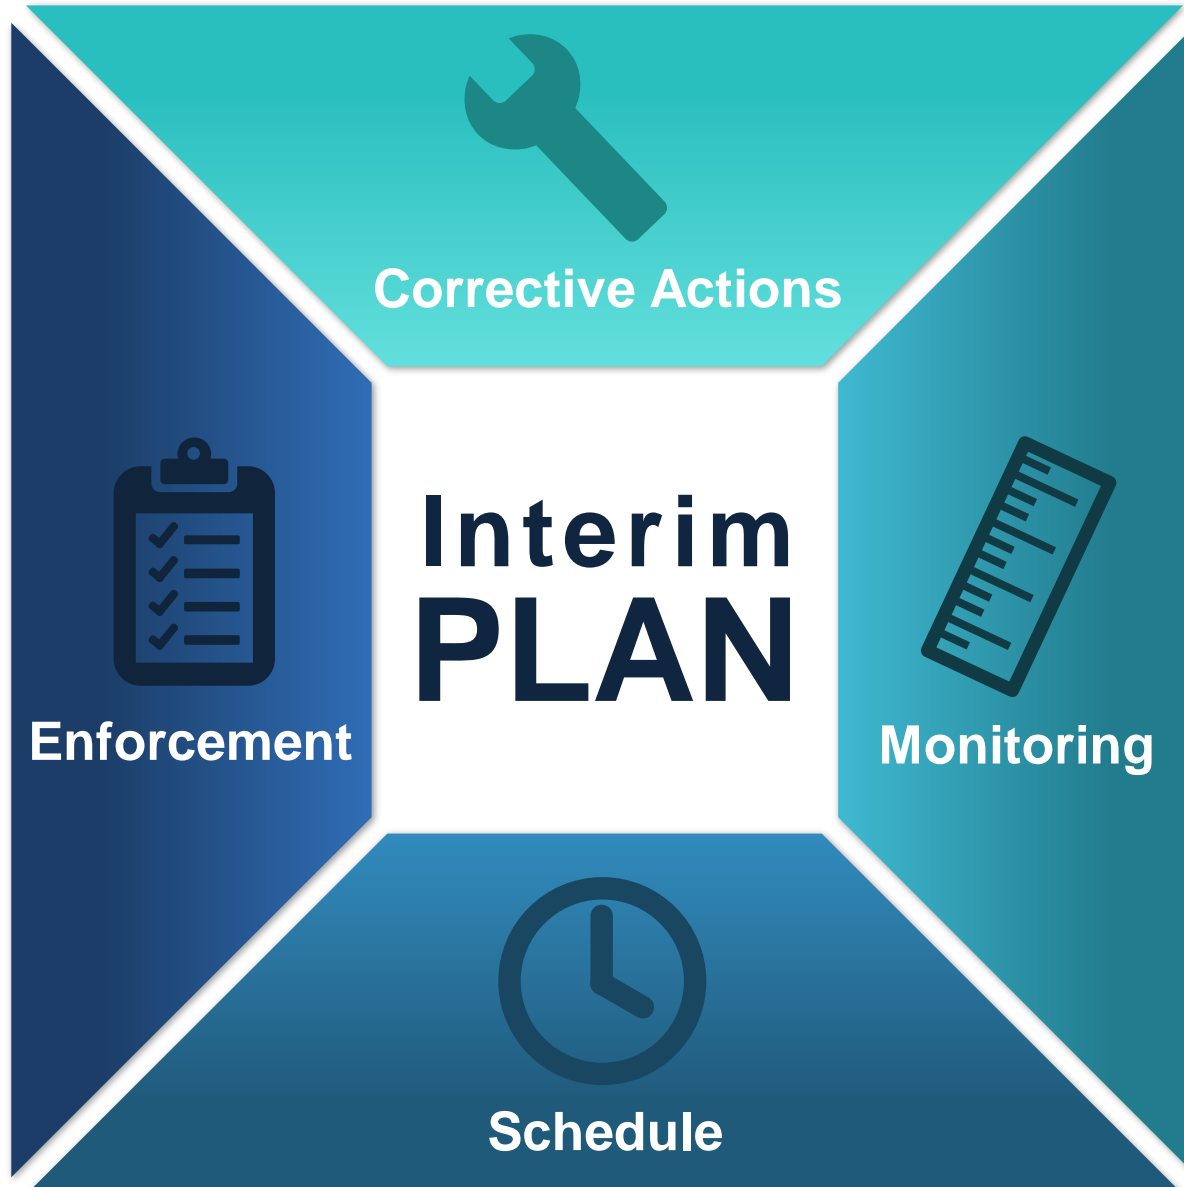 Corrective Actions
Interim
PLAN
Enforcement
Monitoring
Schedule